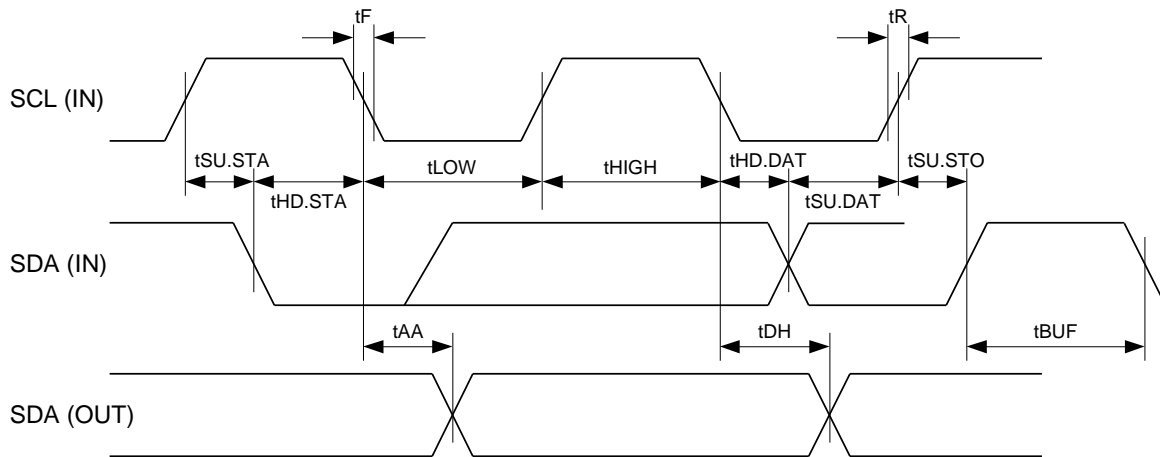 tF
tR
SCL (IN)
tSU.STA
tLOW
tHIGH
tHD.DAT
tSU.STO
tHD.STA
tSU.DAT
SDA (IN)
tAA
tDH
tBUF
SDA (OUT)